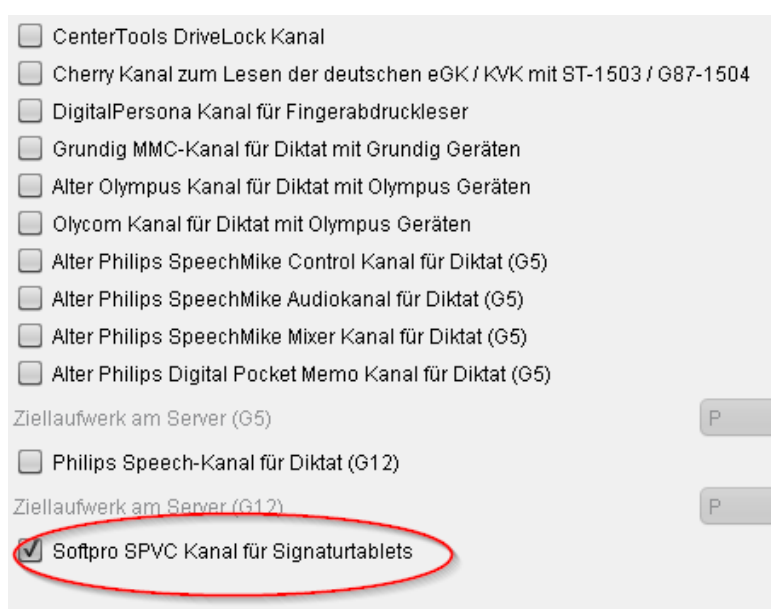 CenterTools DriveLock Kanal
Cherry Kanal zum Lesen der deutschen eGK / KVK mit ST-1503 / G87-1504
DigitalPersona Kanal für Fingerabdruckleser
Grundig MMC-Kanal für Diktat mit Grundig Geräten
Alter Olympus Kanal für Diktat mit Olympus Geräten
Olycom Kanal für Diktat mit Olympus Geräten
Alter Philips SpeechMike Control Kanal für Diktat (G5)
Alter Philips SpeechMike Audiokanal für Diktat (G5)
Alter Philips SpeechMike Mixer Kanal für Diktat (G5)
Alter Philips Digital Pocket Memo Kanal für Diktat (G5)
Ziellaufwerk am Server (G5) P
Philips Speech-Kanal für Diktat (G12)
Ziellaufwerk am Server (G12) P
Softpro SPVC Kanal für Signaturtablets